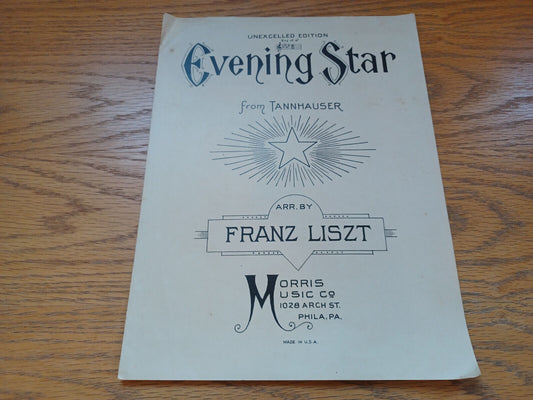 UNEXCELLED EDITION
Evening Star
from TANNHAUSER
ARR. BY
FRANZ LISZT
MORRIS
MUSIC CO
1028 ARCH ST.
PHILA., PA.
MADE IN U.S.A.